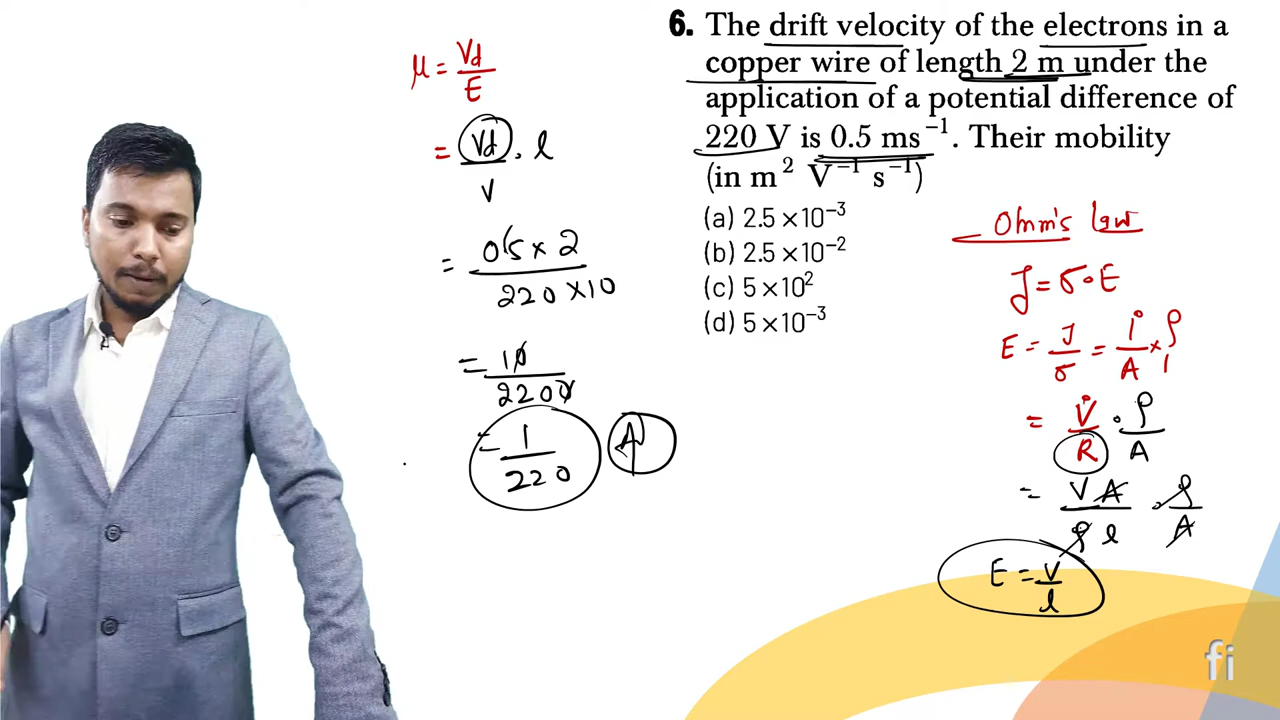 6. The drift velocity of the electrons in a
copper wire of length 2 m under the
application of a potential difference of
220 V is 0.5 ms⁻¹. Their mobility
(in m² V⁻¹ s⁻¹)
(a) 2.5 ×10⁻³
(b) 2.5 ×10⁻²
(c) 5 ×10²
(d) 5 ×10⁻³
μ = Vd/E
= Vd/V . l
= 0.5 × 2 / 220 × 10
= 10/2200
= 1/220
A
Ohm's law
J = σ · E
E = J/σ = i/A × ρ/1
= V/R · ρ/A
= VA/ρl · ρ/A
E = V/l
fi